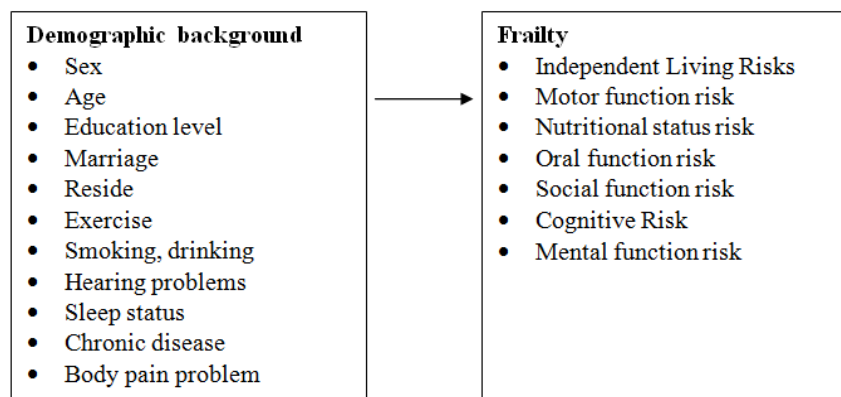 Demographic background
• Sex
• Age
• Education level
• Marriage
• Reside
• Exercise
• Smoking, drinking
• Hearing problems
• Sleep status
• Chronic disease
• Body pain problem
Frailty
• Independent Living Risks
• Motor function risk
• Nutritional status risk
• Oral function risk
• Social function risk
• Cognitive Risk
• Mental function risk